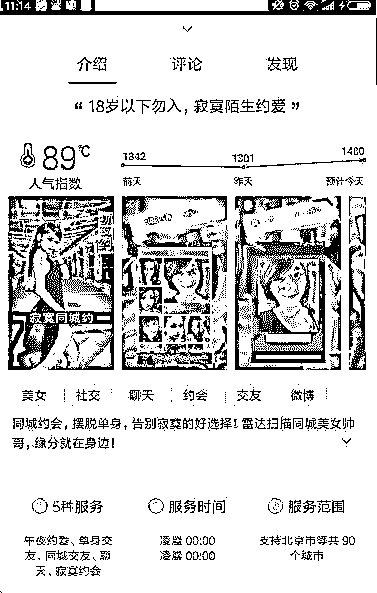 11:14
介绍 评论 发现
“ 18岁以下勿入，寂寞陌生约爱 ”
89℃
人气指数
1342 1301 1460
前天 昨天 预计今天
寂寞同城约
美女 社交 聊天 约会 交友 微博
同城约会，摆脱单身，告别寂寞的好选择！雷达扫描同城美女帅
哥，缘分就在身边！
5种服务 服务时间 服务范围
午夜约爱、单身交
友、同城交友、聊
天、寂寞约会
凌晨 00:00
凌晨 00:00
支持北京市等共 90
个城市